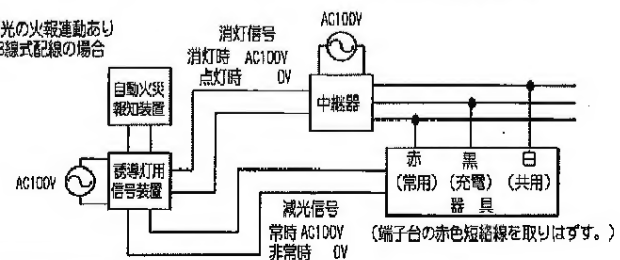 光の火報連動あり
3線式配線の場合
消灯信号
消灯時 AC100V
点灯時 0V
AC100V
自動火災
報知装置
中継器
AC100V
誘導灯用
信号装置
赤 黒 白
(常用) (充電) (共用)
器具
減光信号
常時 AC100V
非常時 0V
(端子台の赤色短絡線を取りはずす。)